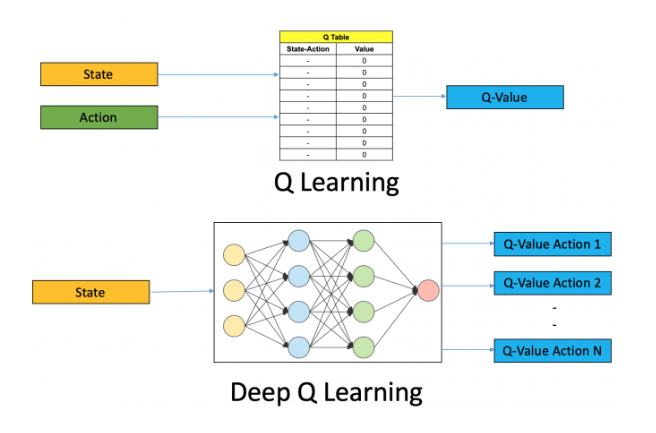 Q Table
State-Action Value
- 0
- 0
- 0
- 0
- 0
- 0
- 0
- 0
- 0
State
Action
Q-Value
Q Learning
State
Q-Value Action 1
Q-Value Action 2
-
-
Q-Value Action N
Deep Q Learning